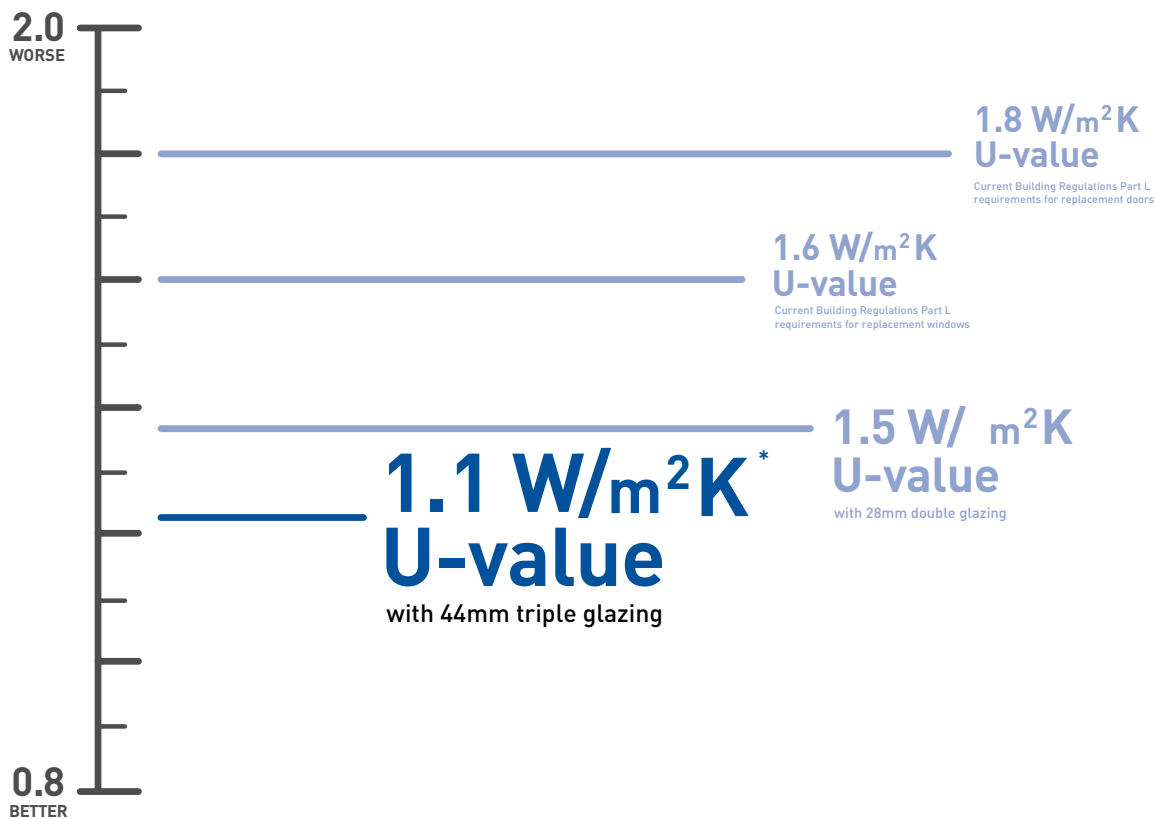 2.0
WORSE
1.8 W/m²K
U-value
Current Building Regulations Part L
requirements for replacement doors
1.6 W/m²K
U-value
Current Building Regulations Part L
requirements for replacement windows
1.5 W/ m²K
U-value
with 28mm double glazing
1.1 W/m²K*
U-value
with 44mm triple glazing
0.8
BETTER